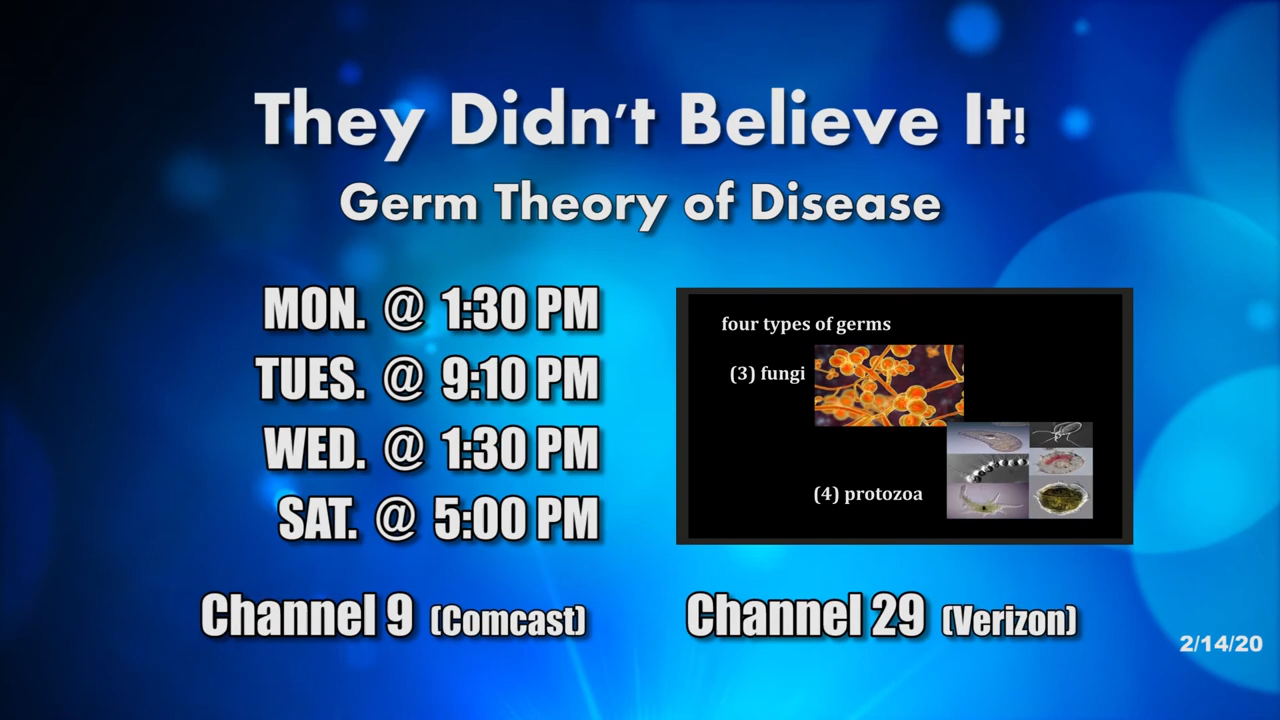 They Didn't Believe It!
Germ Theory of Disease
MON. @ 1:30 PM
TUES. @ 9:10 PM
WED. @ 1:30 PM
SAT. @ 5:00 PM
four types of germs
(3) fungi
(4) protozoa
Channel 9 (Comcast)
Channel 29 (Verizon)
2/14/20